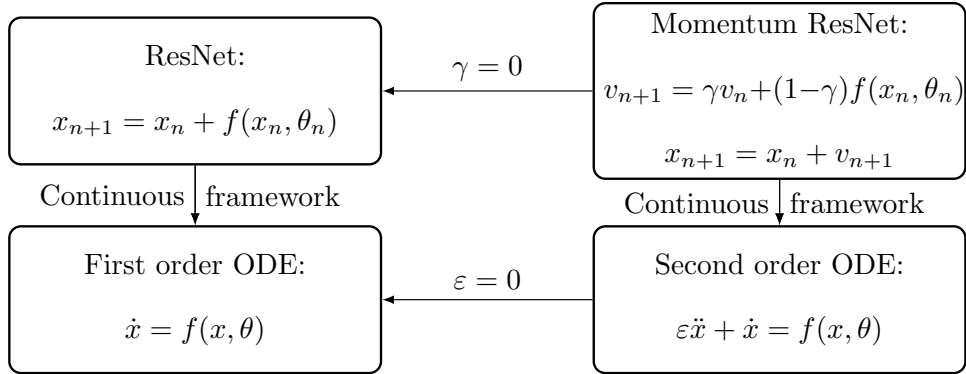 ResNet:
x_{n+1} = x_n + f(x_n, θ_n)
γ = 0
Momentum ResNet:
v_{n+1} = γv_n+(1−γ)f(x_n, θ_n)
x_{n+1} = x_n + v_{n+1}
Continuous framework
Continuous framework
First order ODE:
ẋ = f(x, θ)
ε = 0
Second order ODE:
εẍ + ẋ = f(x, θ)